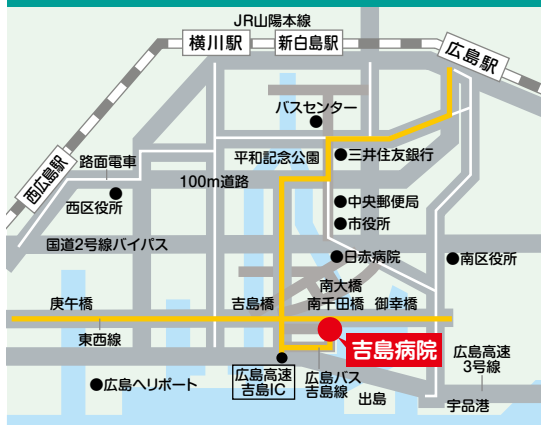 JR山陽本線
横川駅
新白島駅
広島駅
バスセンター
西広島駅
路面電車
平和記念公園
●三井住友銀行
100m道路
西区役所
●中央郵便局
●市役所
国道2号線バイパス
●日赤病院
●南区役所
南大橋
庚午橋
吉島橋
南千田橋
御幸橋
東西線
吉島病院
広島高速
3号線
広島高速
吉島IC
広島バス
吉島線
●広島ヘリポート
出島
宇品港